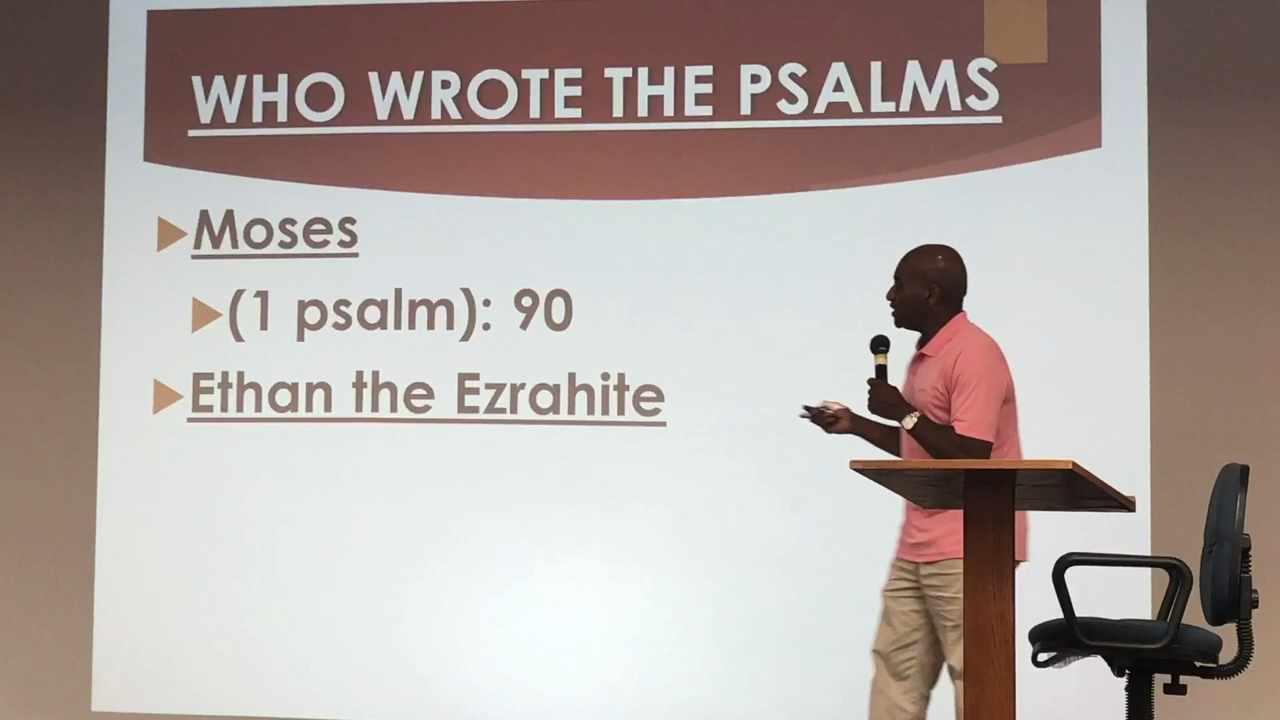 WHO WROTE THE PSALMS
Moses
(1 psalm): 90
Ethan the Ezrahite